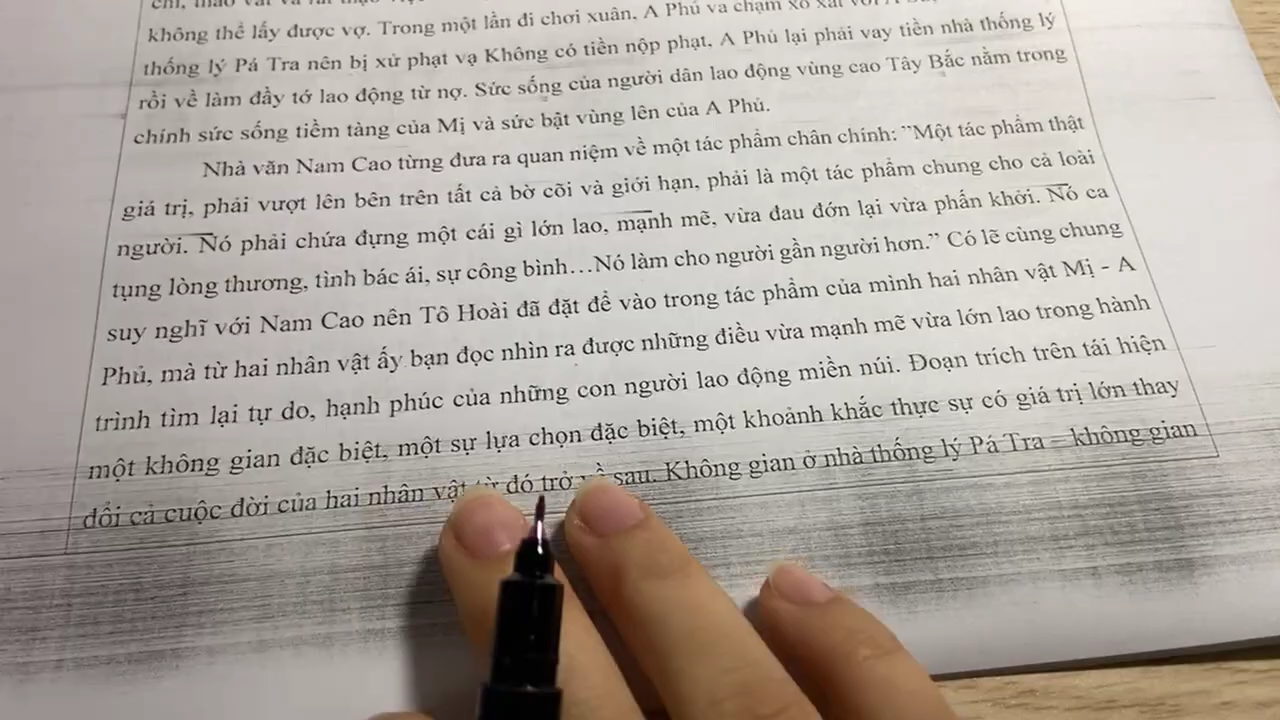 không thể lấy được vợ. Trong một lần đi chơi xuân, A Phủ va chạm xô xát với
thống lý Pá Tra nên bị xử phạt vạ Không có tiền nộp phạt, A Phủ lại phải vay tiền nhà thống lý
rồi về làm đầy tớ lao động từ nợ. Sức sống của người dân lao động vùng cao Tây Bắc nằm trong
chính sức sống tiềm tàng của Mị và sức bật vùng lên của A Phủ.
Nhà văn Nam Cao từng đưa ra quan niệm về một tác phẩm chân chính: ”Một tác phẩm thật
giá trị, phải vượt lên bên trên tất cả bờ cõi và giới hạn, phải là một tác phẩm chung cho cả loài
người. Nó phải chứa đựng một cái gì lớn lao, mạnh mẽ, vừa đau đớn lại vừa phấn khởi. Nó ca
tụng lòng thương, tình bác ái, sự công bình…Nó làm cho người gần người hơn.” Có lẽ cùng chung
suy nghĩ với Nam Cao nên Tô Hoài đã đặt để vào trong tác phẩm của mình hai nhân vật Mị - A
Phủ, mà từ hai nhân vật ấy bạn đọc nhìn ra được những điều vừa mạnh mẽ vừa lớn lao trong hành
trình tìm lại tự do, hạnh phúc của những con người lao động miền núi. Đoạn trích trên tái hiện
một không gian đặc biệt, một sự lựa chọn đặc biệt, một khoảnh khắc thực sự có giá trị lớn thay
đổi cả cuộc đời của hai nhân vật từ đó trở về sau. Không gian ở nhà thống lý Pá Tra – không gian